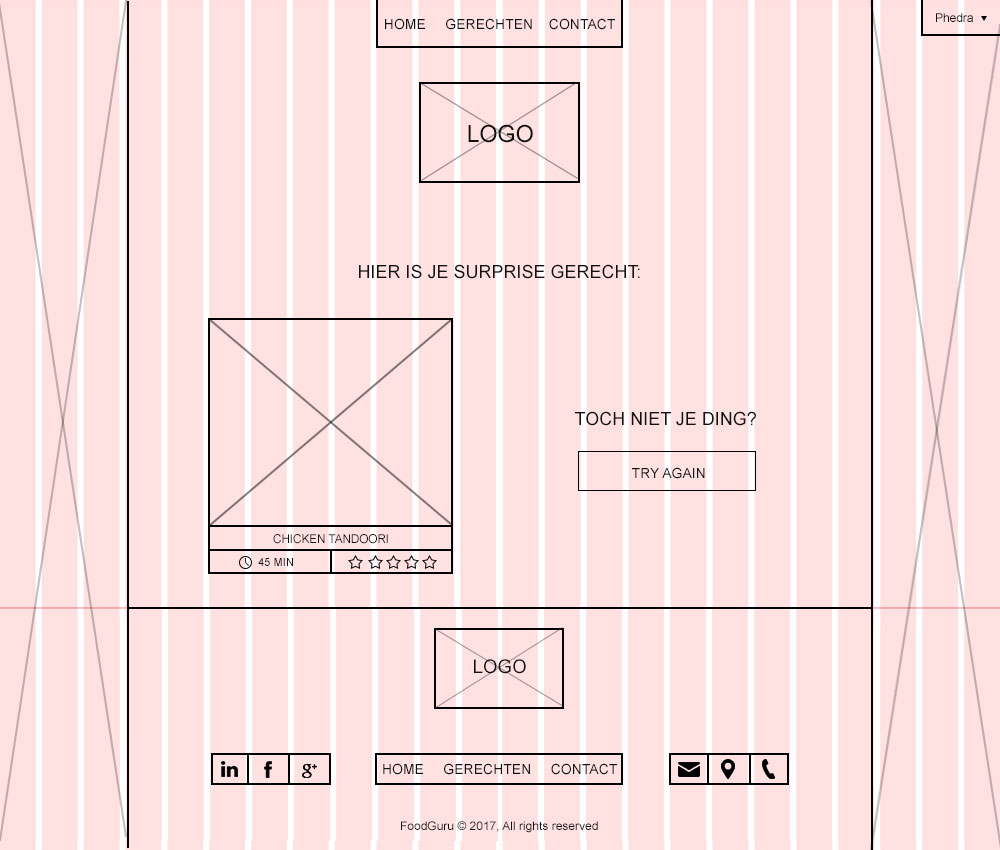 HOME GERECHTEN CONTACT
Phedra
LOGO
HIER IS JE SURPRISE GERECHT:
TOCH NIET JE DING?
TRY AGAIN
CHICKEN TANDOORI
45 MIN
LOGO
in f g+
HOME GERECHTEN CONTACT
FoodGuru © 2017, All rights reserved